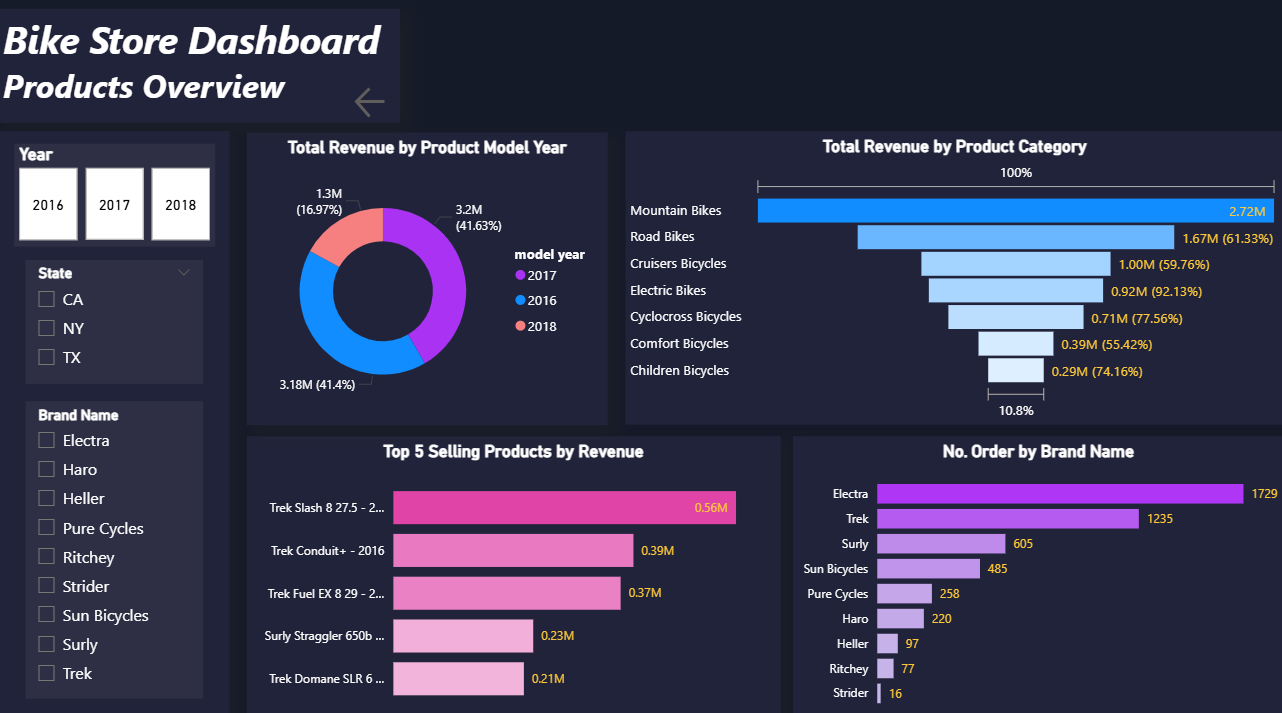 Bike Store Dashboard
Products Overview
Year
2016
2017
2018
State
CA
NY
TX
Brand Name
Electra
Haro
Heller
Pure Cycles
Ritchey
Strider
Sun Bicycles
Surly
Trek
Total Revenue by Product Model Year
1.3M
(16.97%)
3.2M
(41.63%)
3.18M (41.4%)
model year
2017
2016
2018
Total Revenue by Product Category
100%
Mountain Bikes 2.72M
Road Bikes 1.67M (61.33%)
Cruisers Bicycles 1.00M (59.76%)
Electric Bikes 0.92M (92.13%)
Cyclocross Bicycles 0.71M (77.56%)
Comfort Bicycles 0.39M (55.42%)
Children Bicycles 0.29M (74.16%)
10.8%
Top 5 Selling Products by Revenue
Trek Slash 8 27.5 - 2... 0.56M
Trek Conduit+ - 2016 0.39M
Trek Fuel EX 8 29 - 2... 0.37M
Surly Straggler 650b ... 0.23M
Trek Domane SLR 6 ... 0.21M
No. Order by Brand Name
Electra 1729
Trek 1235
Surly 605
Sun Bicycles 485
Pure Cycles 258
Haro 220
Heller 97
Ritchey 77
Strider 16